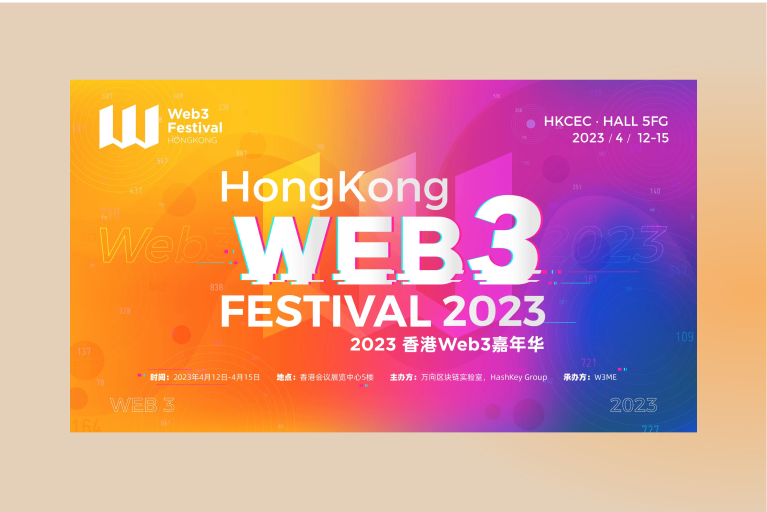 Web3
Festival
HONGKONG
HKCEC · HALL 5FG
2023 / 4 / 12-15
HongKong
WEB3
FESTIVAL 2023
2023 香港Web3嘉年华
Web3
2023
时间：2023年4月12日-4月15日 地点：香港会议展览中心5楼 主办方：万向区块链实验室，HashKey Group 承办方：W3ME
WEB 3
2023
109
721
137
727